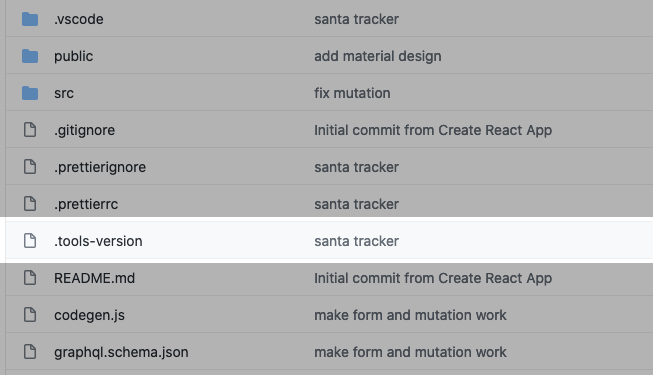 .vscode santa tracker
public add material design
src fix mutation
.gitignore Initial commit from Create React App
.prettierignore santa tracker
.prettierrc santa tracker
.tools-version santa tracker
README.md Initial commit from Create React App
codegen.js make form and mutation work
graphql.schema.json make form and mutation work